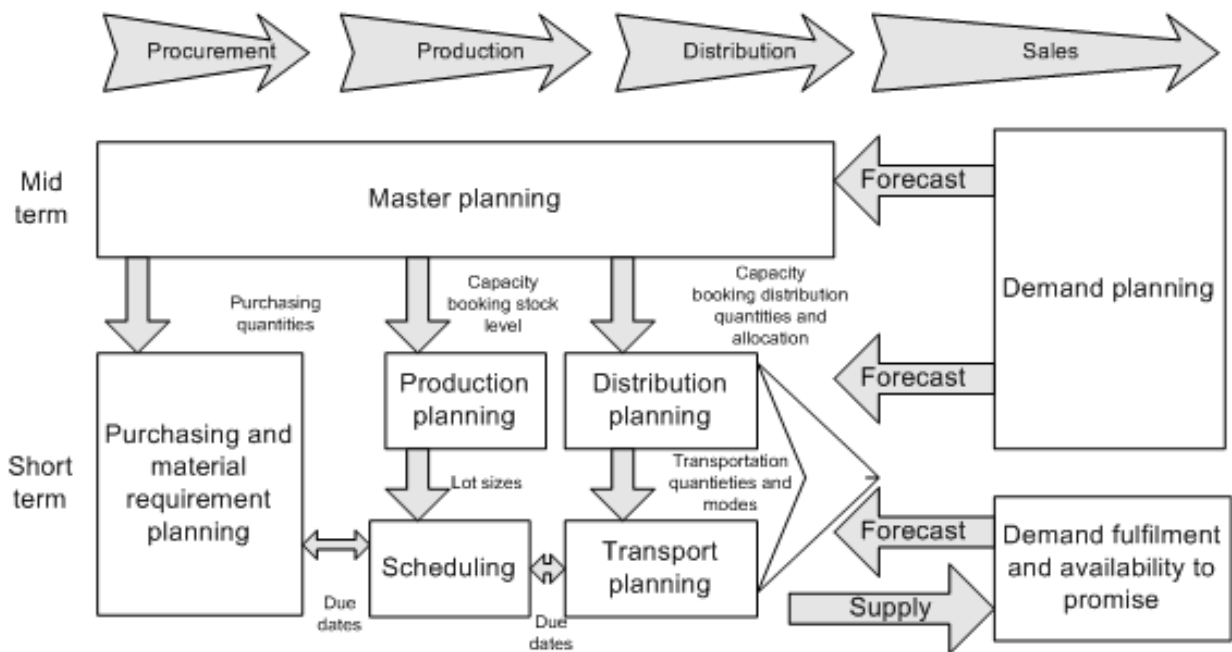 Procurement
Production
Distribution
Sales
Mid
term
Master planning
Forecast
Demand planning
Purchasing
quantities
Capacity
booking stock
level
Capacity
booking distribution
quantities and
allocation
Forecast
Short
term
Purchasing and
material
requirement
planning
Production
planning
Distribution
planning
Lot sizes
Transportation
quantieties and
modes
Scheduling
Transport
planning
Forecast
Demand fulfilment
and availability to
promise
Due
dates
Due
dates
Supply